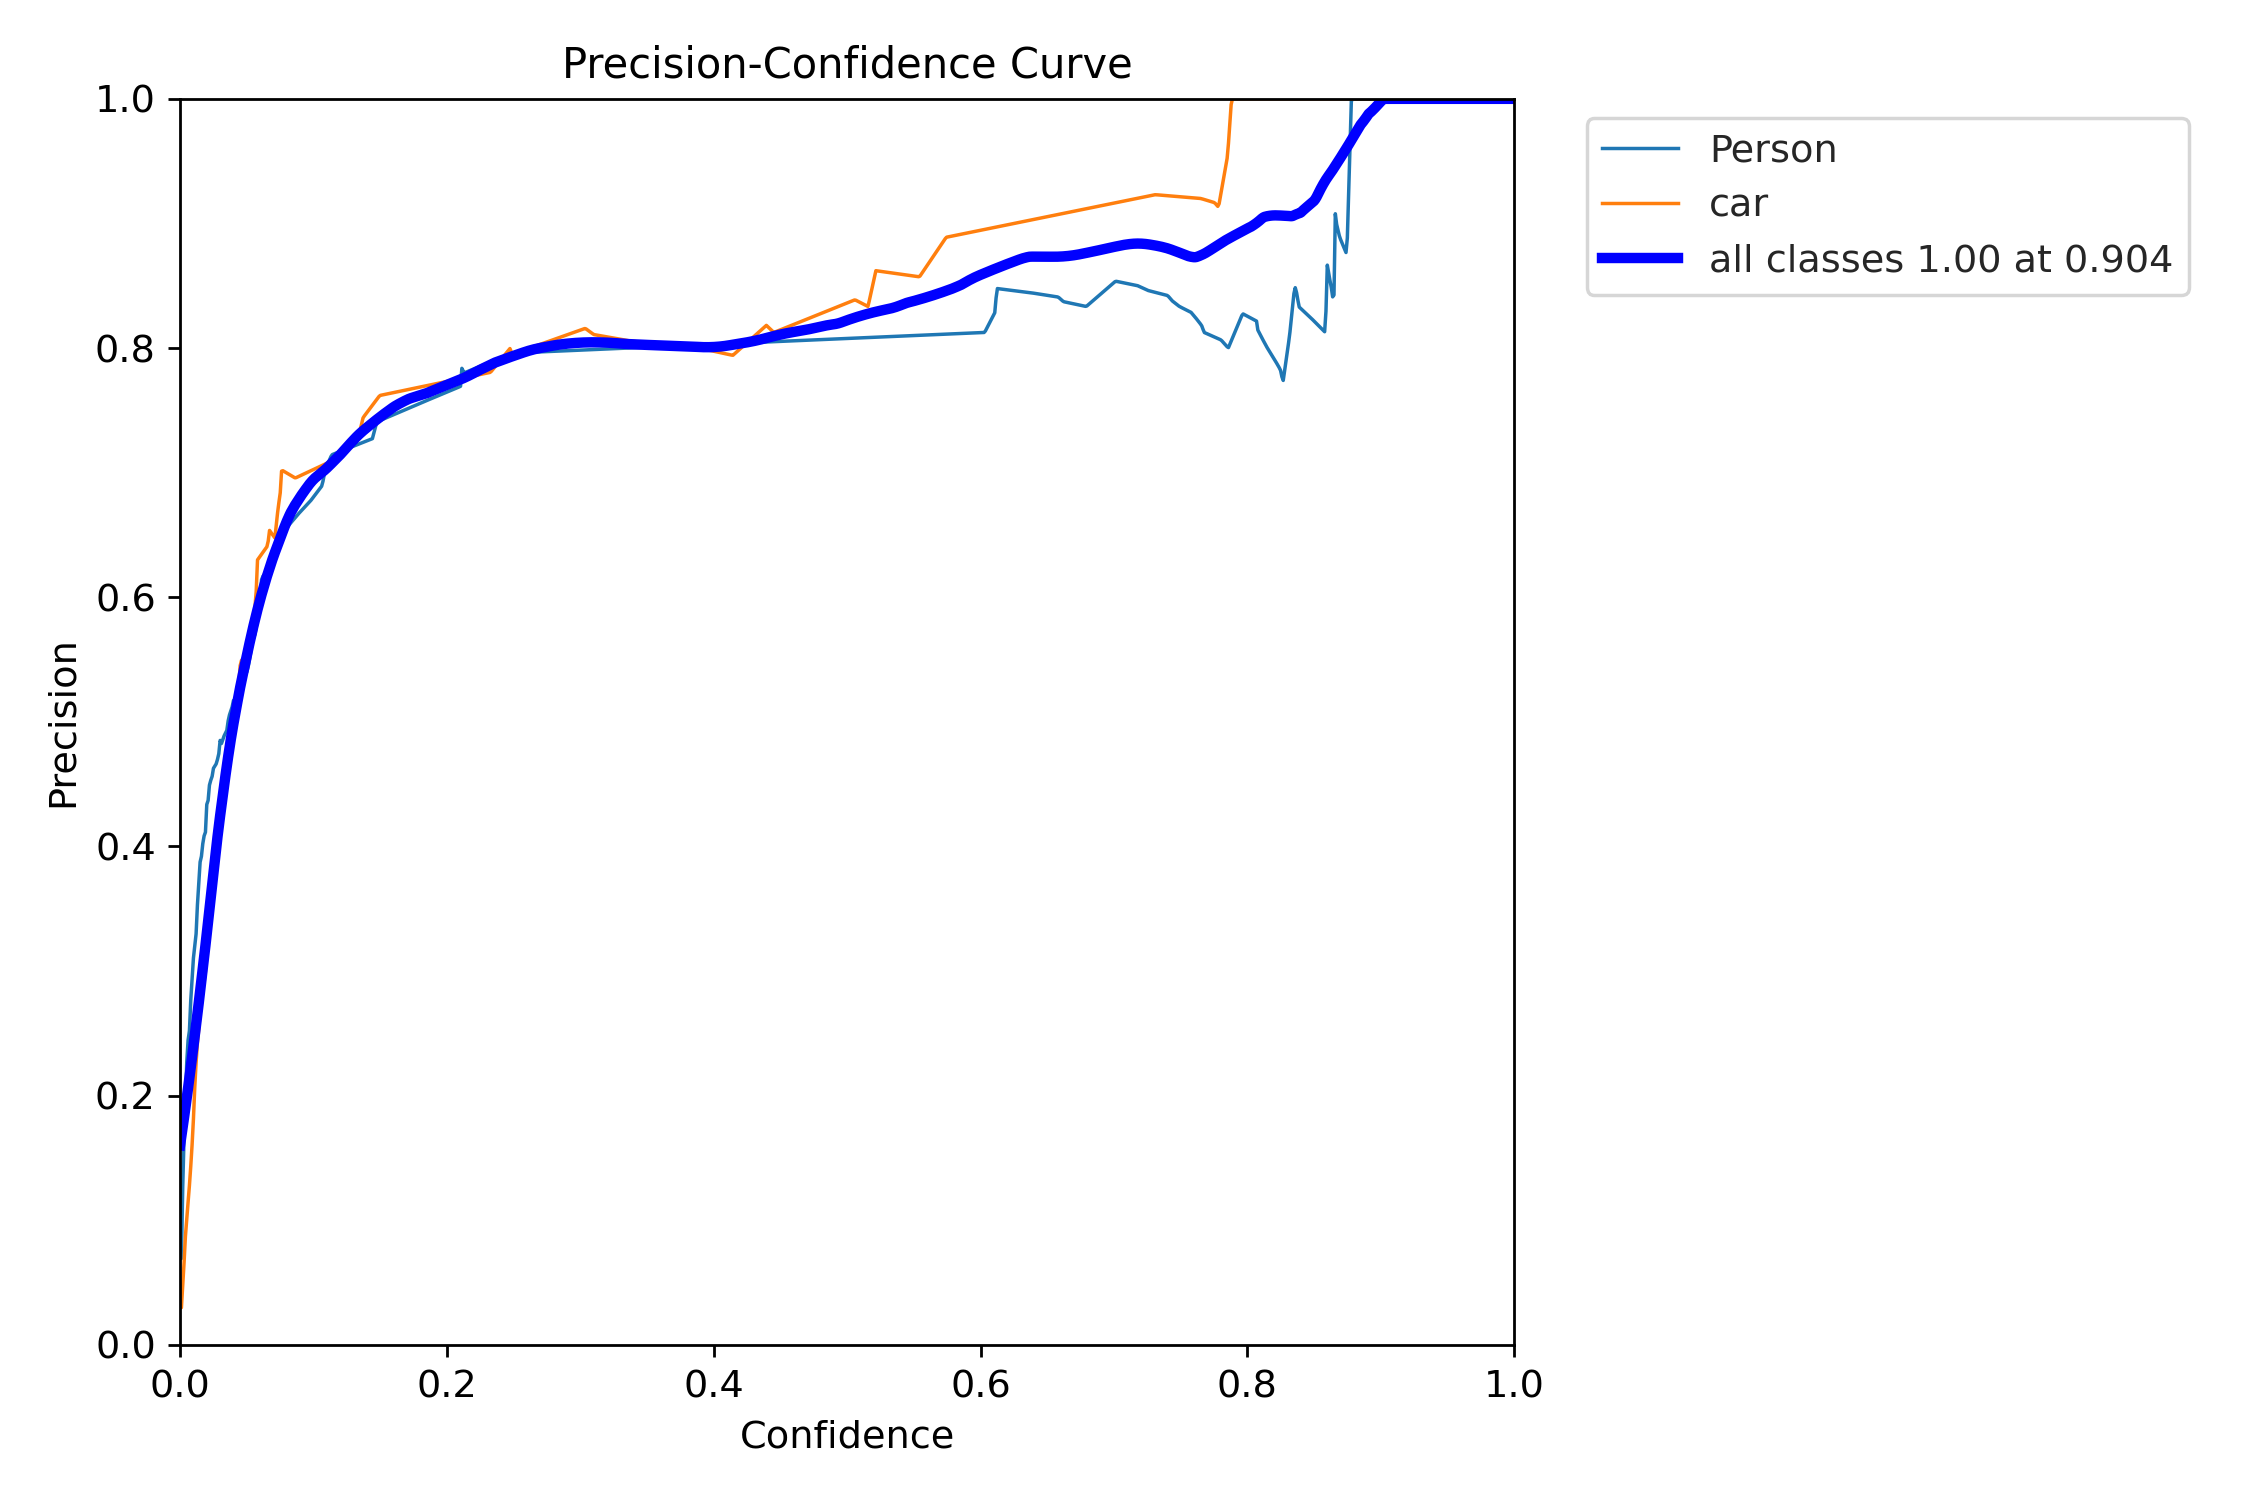 Precision-Confidence Curve
1.0
0.8
0.6
0.4
0.2
0.0
Precision
0.0 0.2 0.4 0.6 0.8 1.0
Confidence
Person
car
all classes 1.00 at 0.904